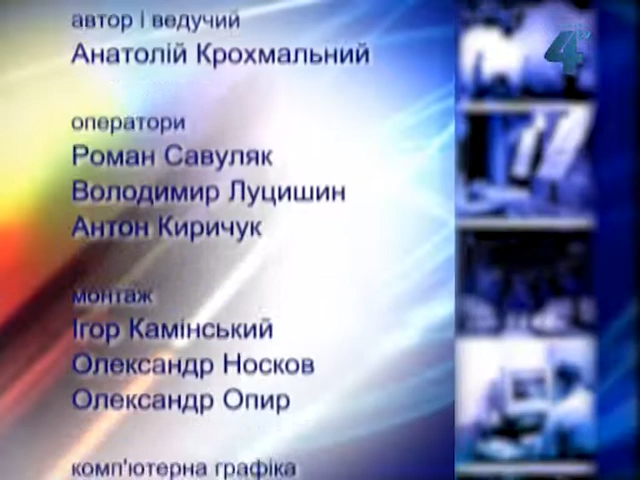 автор і ведучий
Анатолій Крохмальний
оператори
Роман Савуляк
Володимир Луцишин
Антон Киричук
монтаж
Ігор Камінський
Олександр Носков
Олександр Опир
комп'ютерна графіка
4